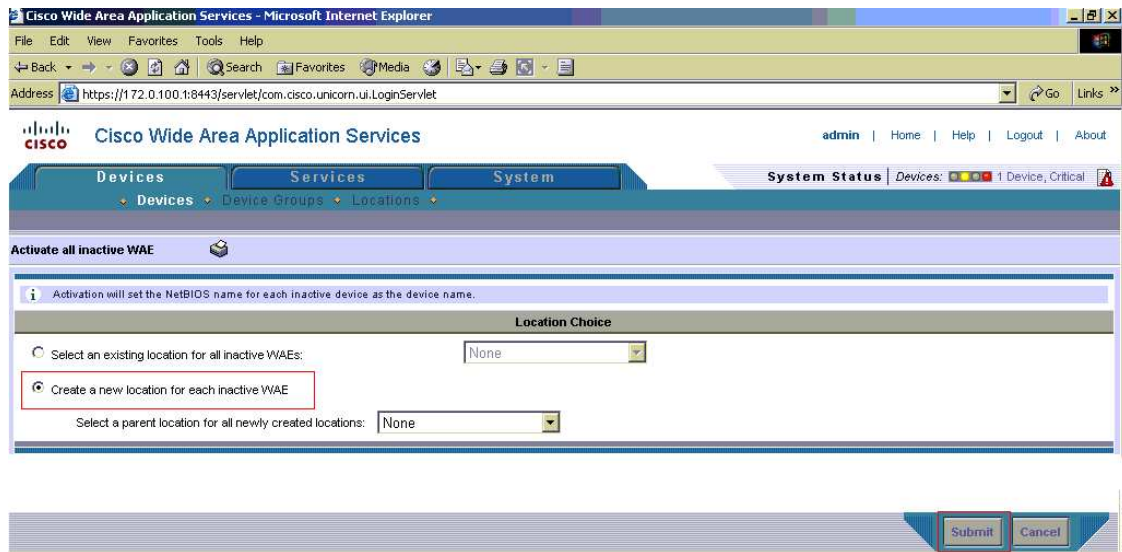 Cisco Wide Area Application Services - Microsoft Internet Explorer
File Edit View Favorites Tools Help
Back Search Favorites Media
Address https://172.0.100.1:8443/servlet/com.cisco.unicorn.ui.LoginServlet Go Links »
CISCO Cisco Wide Area Application Services admin | Home | Help | Logout | About
Devices Services System System Status Devices: 1 Device, Critical
Devices Device Groups Locations
Activate all inactive WAE
i Activation will set the NetBIOS name for each inactive device as the device name.
Location Choice
Select an existing location for all inactive WAEs: None
Create a new location for each inactive WAE
Select a parent location for all newly created locations: None
Submit Cancel